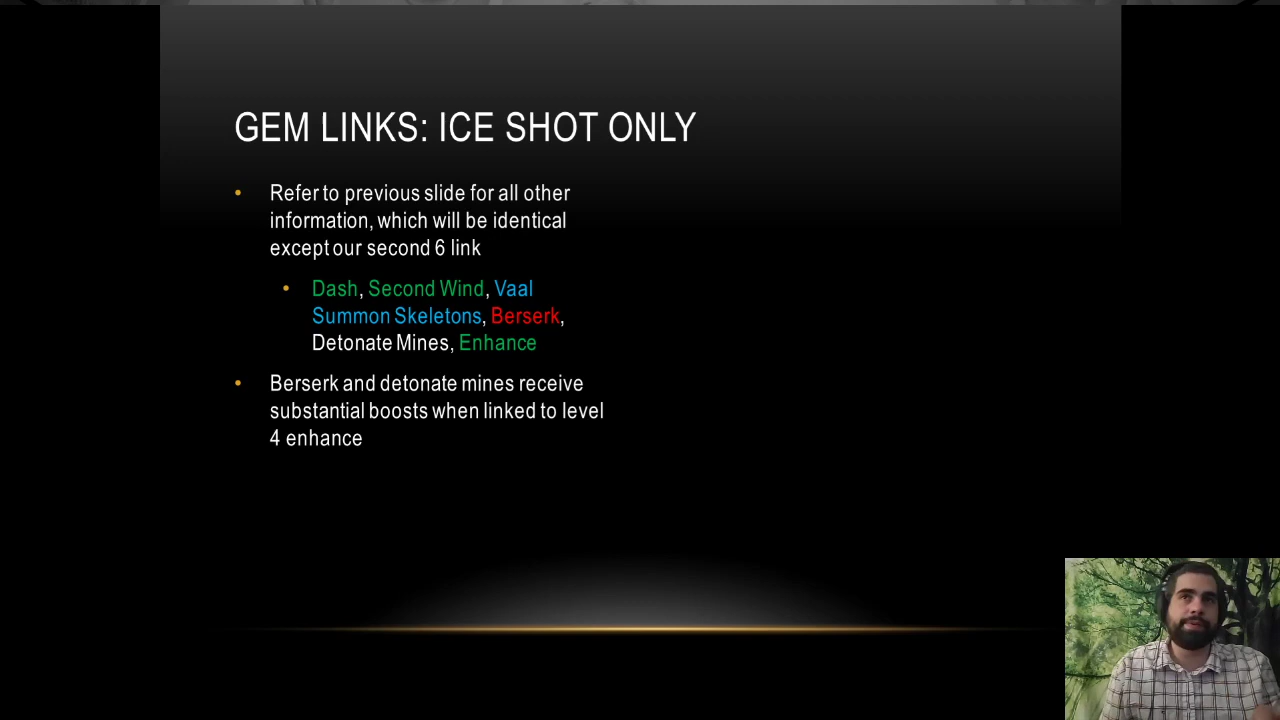 GEM LINKS: ICE SHOT ONLY
• Refer to previous slide for all other
information, which will be identical
except our second 6 link
• Dash, Second Wind, Vaal
Summon Skeletons, Berserk,
Detonate Mines, Enhance
• Berserk and detonate mines receive
substantial boosts when linked to level
4 enhance